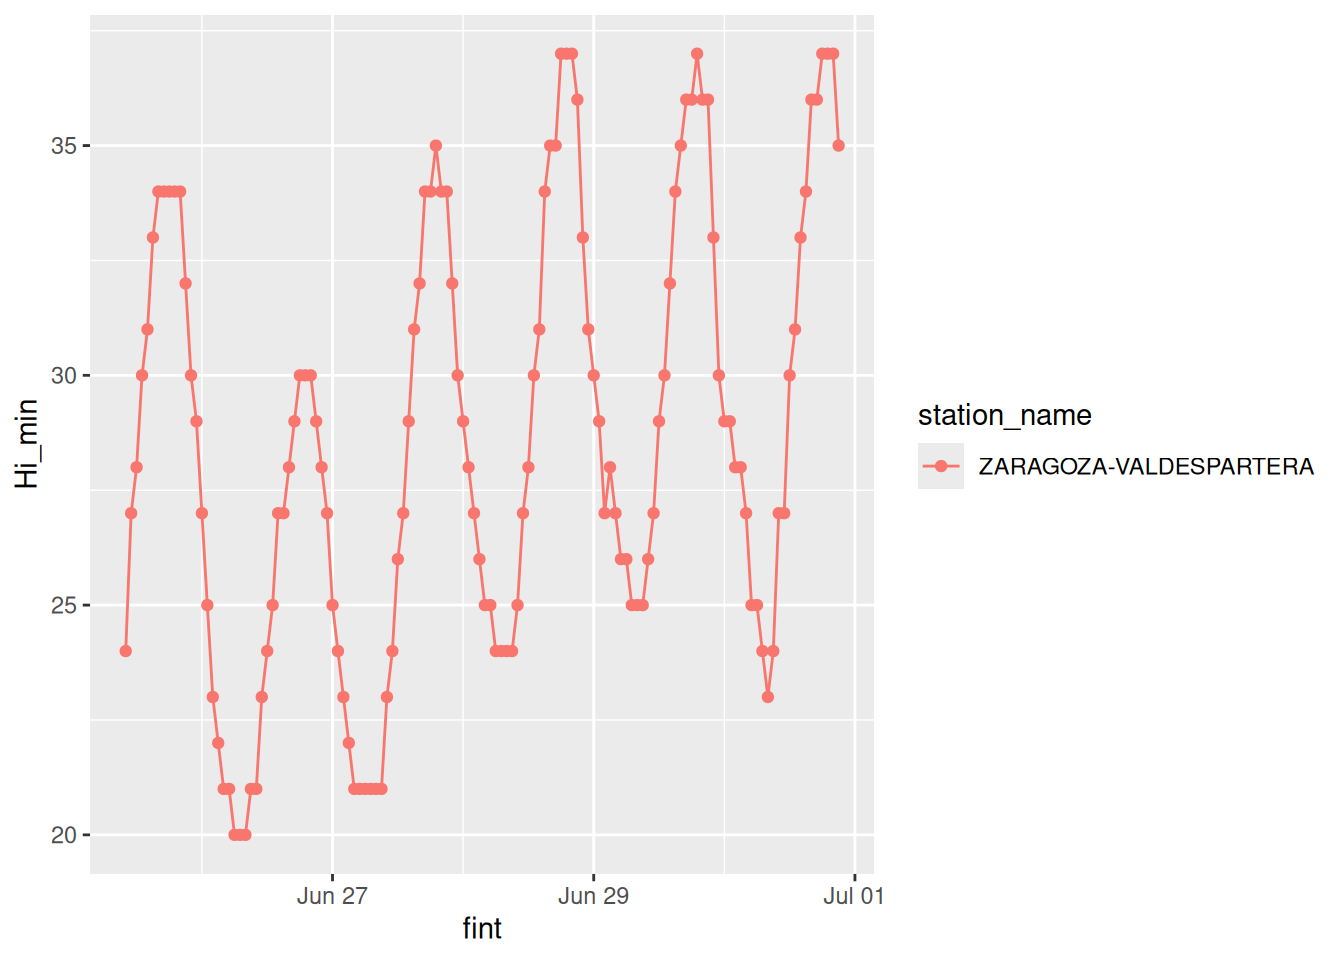 35
30
25
20
Hi_min
Jun 27
Jun 29
Jul 01
fint
station_name
ZARAGOZA-VALDESPARTERA